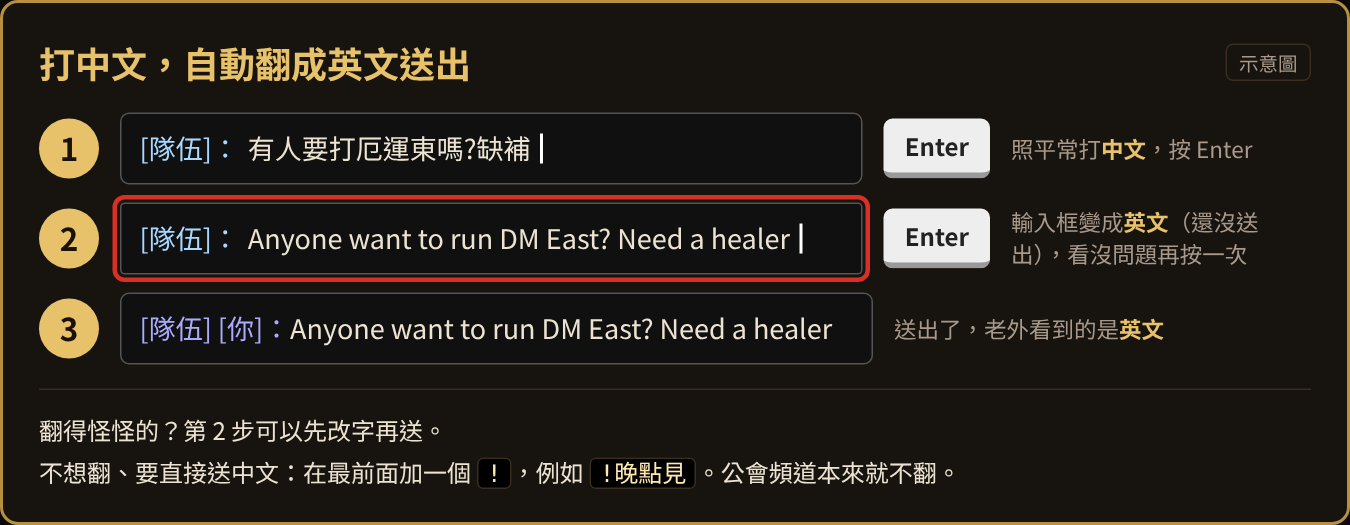 打中文，自動翻成英文送出
示意圖
1
[隊伍]： 有人要打厄運東嗎?缺補
Enter
照平常打中文，按 Enter
2
[隊伍]： Anyone want to run DM East? Need a healer
Enter
輸入框變成英文（還沒送
出），看沒問題再按一次
3
[隊伍] [你]：Anyone want to run DM East? Need a healer
送出了，老外看到的是英文
翻得怪怪的？第 2 步可以先改字再送。
不想翻、要直接送中文：在最前面加一個 ! ，例如 !晚點見 。公會頻道本來就不翻。